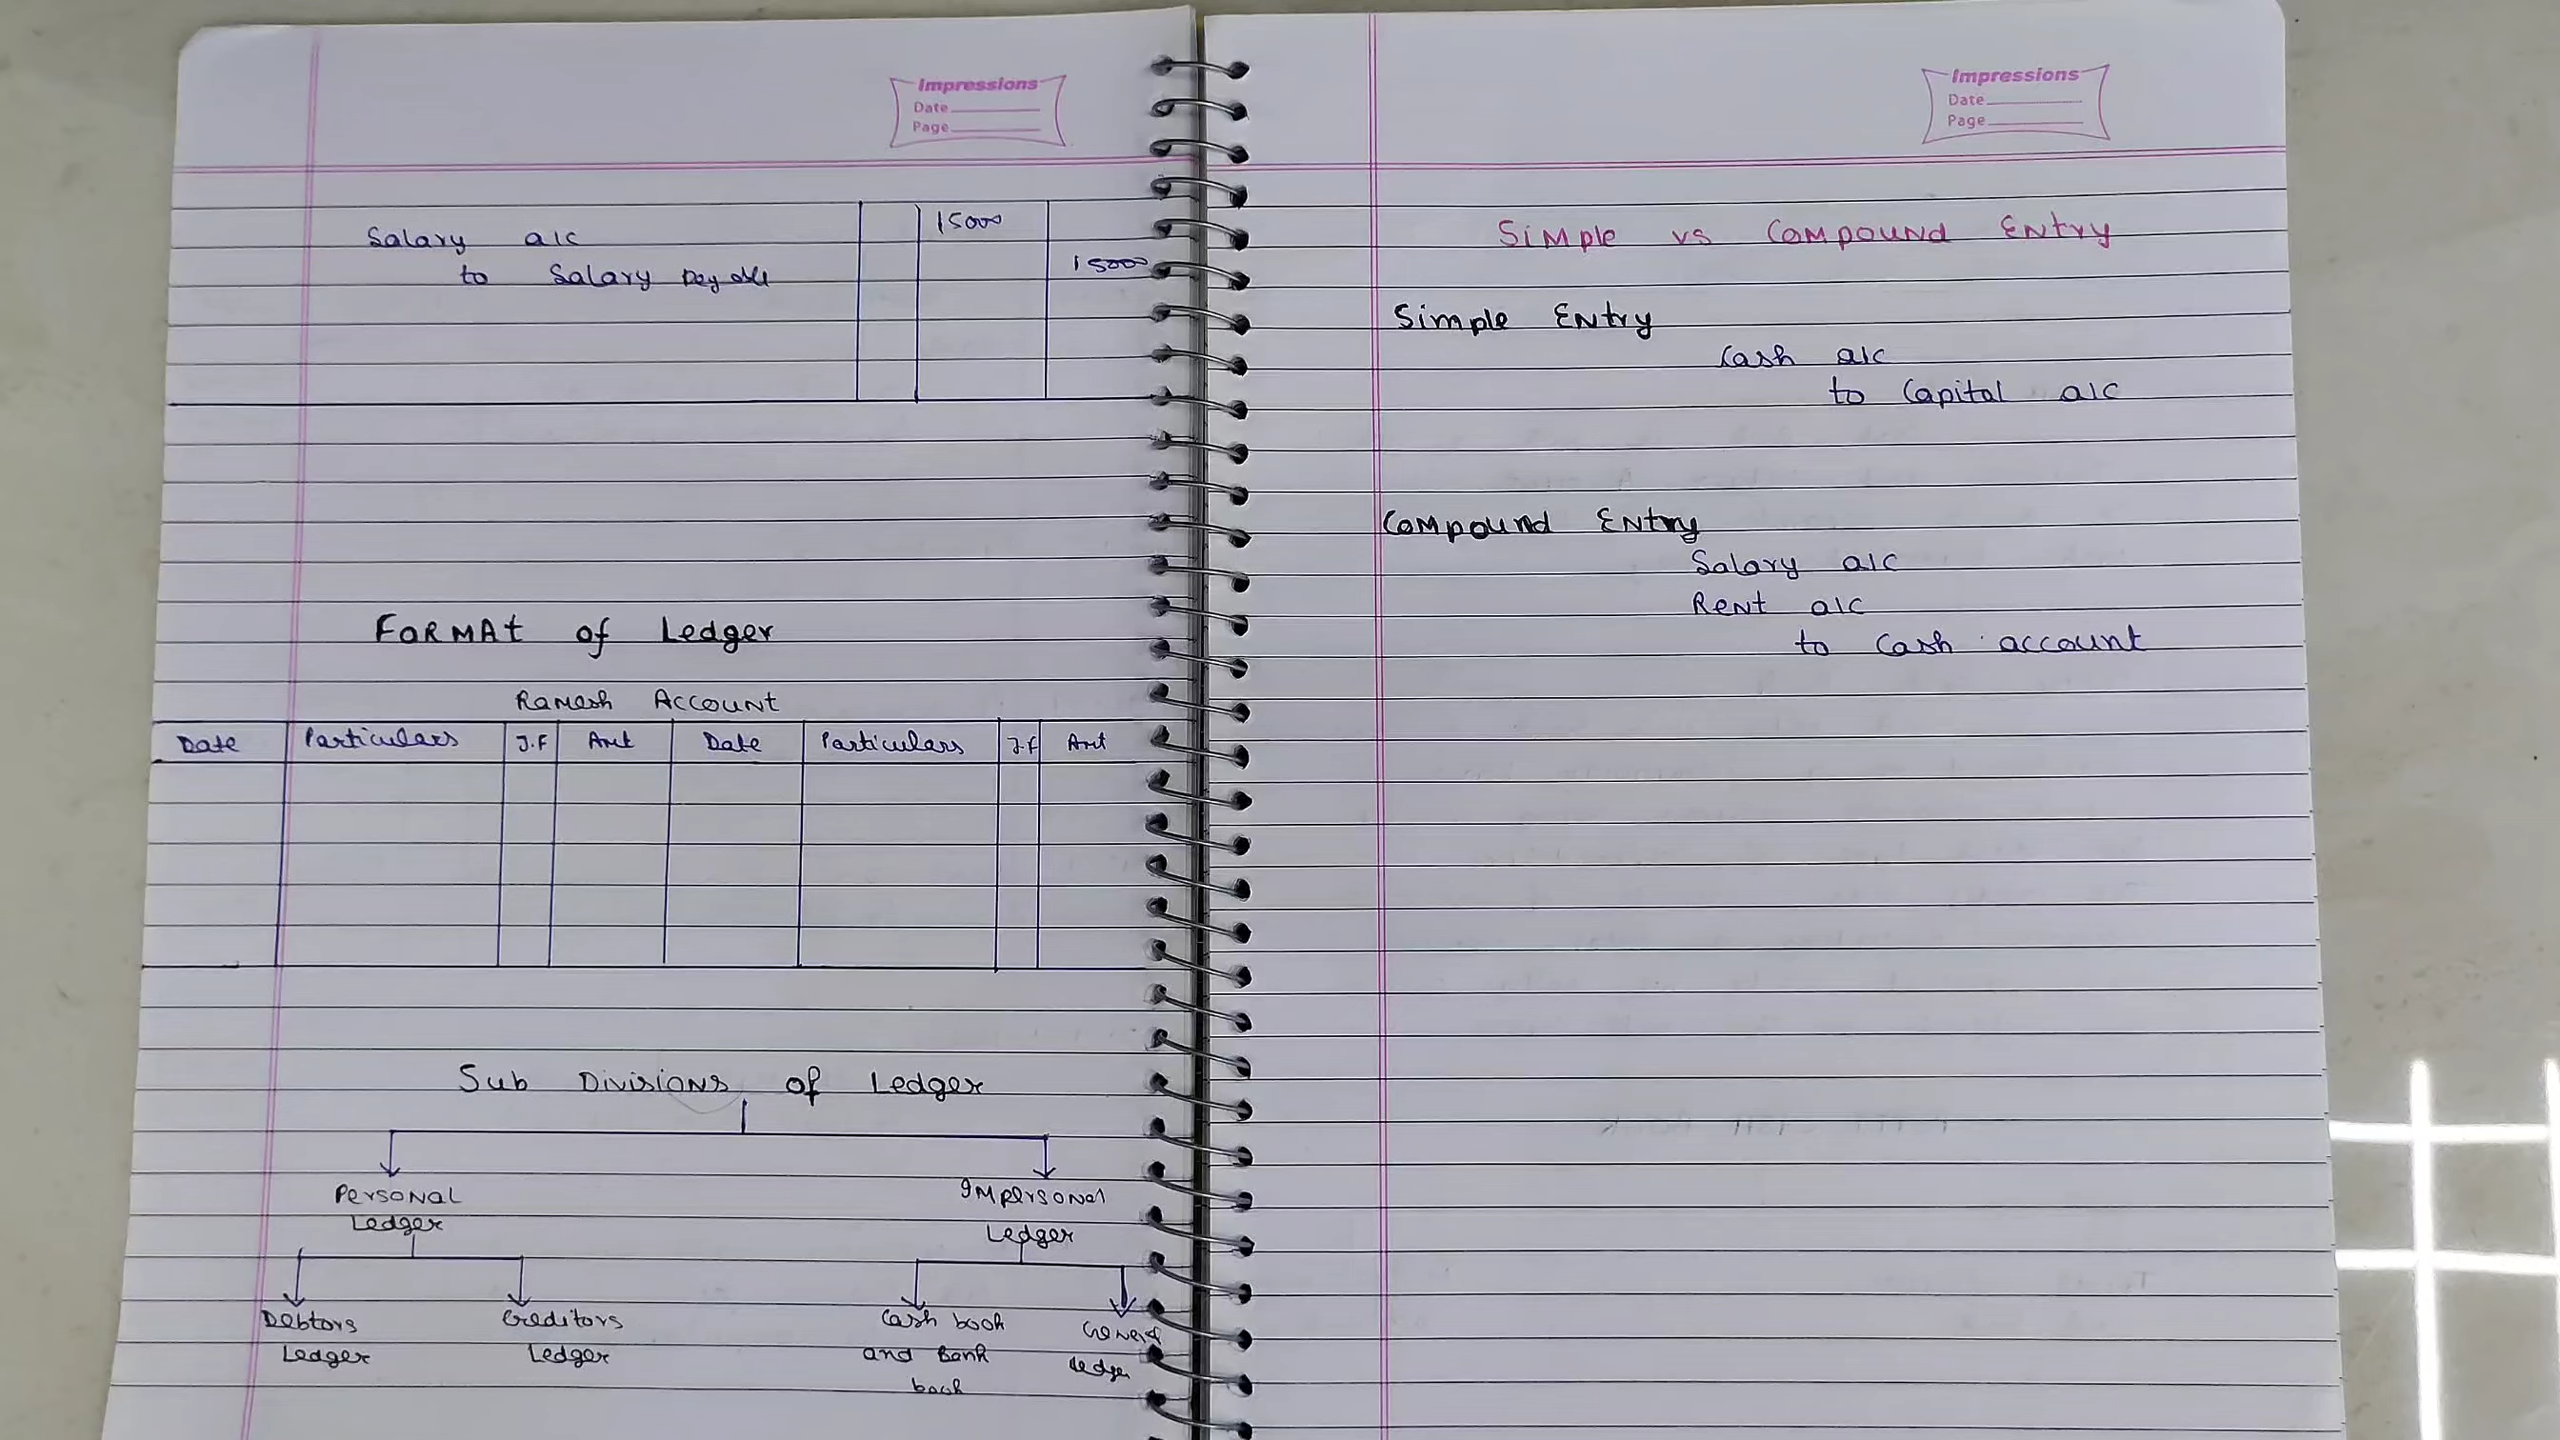 Impressions
Date
Page
Salary a/c 15000
to Salary Payable 15000
Format of Ledger
Ramesh Account
Date Particulars J.F Amt Date Particulars J.F Amt
Sub Divisions of Ledger
Personal Ledger
Impersonal Ledger
Debtors Ledger
Creditors Ledger
Cash book and Bank book
General Ledger
Impressions
Date
Page
Simple vs Compound Entry
Simple Entry
Cash a/c
to Capital a/c
Compound Entry
Salary a/c
Rent a/c
to Cash account